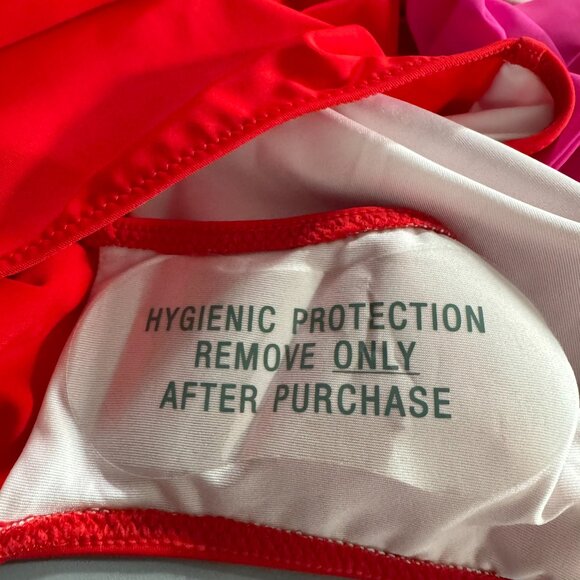 HYGIENIC PROTECTION
REMOVE ONLY
AFTER PURCHASE